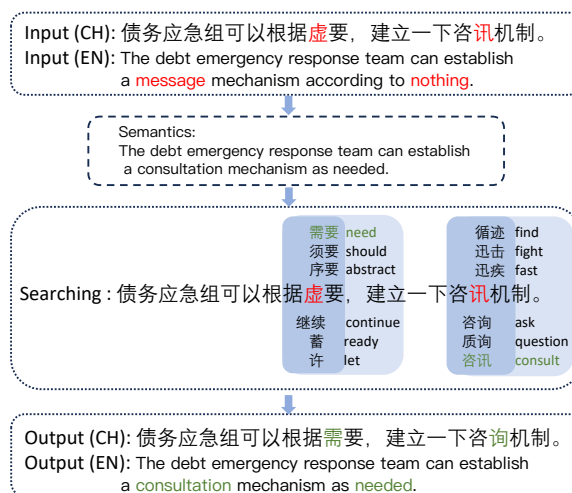 Input (CH): 债务应急组可以根据虚要，建立一下咨讯机制。
Input (EN): The debt emergency response team can establish
a message mechanism according to nothing.
Semantics:
The debt emergency response team can establish
a consultation mechanism as needed.
需要 need
须要 should
序要 abstract
循迹 find
迅击 fight
迅疾 fast
Searching : 债务应急组可以根据虚要，建立一下咨讯机制。
继续 continue
蓄 ready
许 let
咨询 ask
质询 question
咨讯 consult
Output (CH): 债务应急组可以根据需要，建立一下咨询机制。
Output (EN): The debt emergency response team can establish
a consultation mechanism as needed.